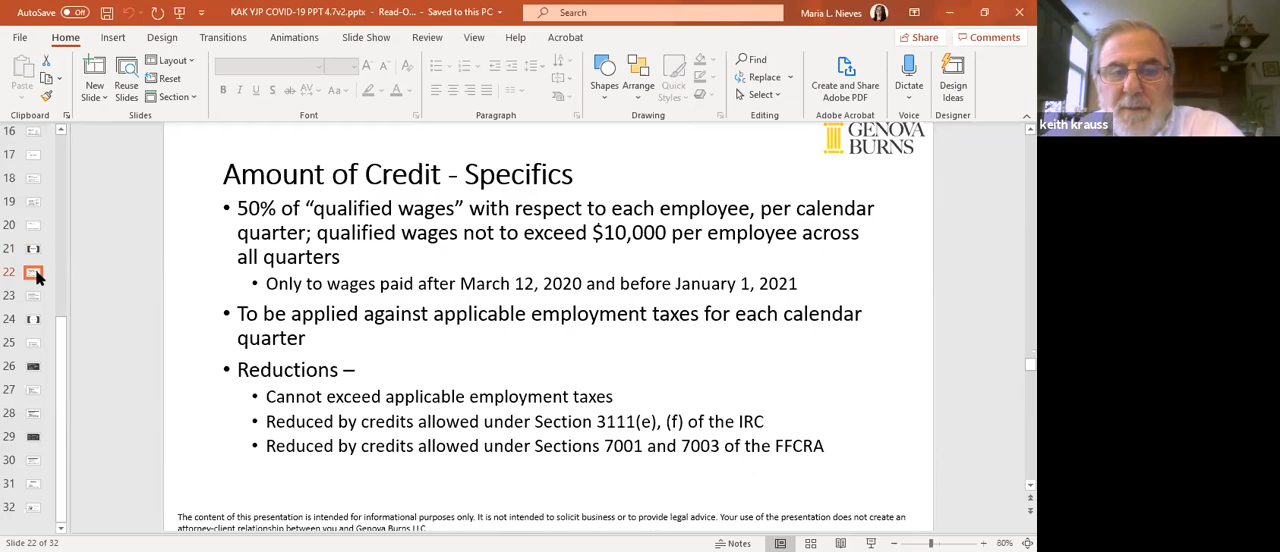 AutoSave Off KAK YJP COVID-19 PPT 4.7v2.pptx - Read-O... - Saved to this PC Search Maria L. Nieves
File Home Insert Design Transitions Animations Slide Show Review View Help Acrobat Share Comments
Paste New Slide Reuse Slides Layout Reset Section Shapes Arrange Quick Styles Find Replace Select Create and Share Adobe PDF Dictate Design Ideas
Clipboard Slides Font Paragraph Drawing Editing Adobe Acrobat Voice Designer
keith krauss
16
17
18
19
20
21
22
23
24
25
26
27
28
29
30
31
32
GENOVA
BURNS
Amount of Credit - Specifics
• 50% of “qualified wages” with respect to each employee, per calendar
quarter; qualified wages not to exceed $10,000 per employee across
all quarters
• Only to wages paid after March 12, 2020 and before January 1, 2021
• To be applied against applicable employment taxes for each calendar
quarter
• Reductions –
• Cannot exceed applicable employment taxes
• Reduced by credits allowed under Section 3111(e), (f) of the IRC
• Reduced by credits allowed under Sections 7001 and 7003 of the FFCRA
The content of this presentation is intended for informational purposes only. It is not intended to solicit business or to provide legal advice. Your use of the presentation does not create an
attorney-client relationship between you and Genova Burns LLC
Slide 22 of 32 Notes 80%